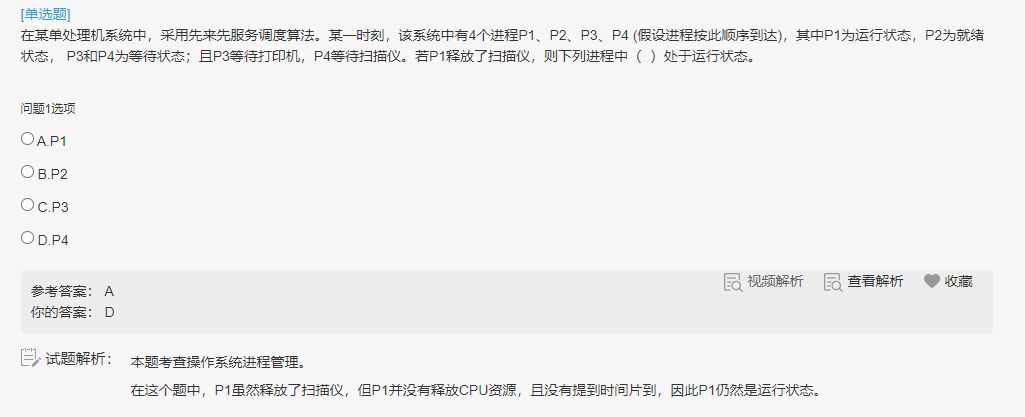 [单选题]
在某单处理机系统中，采用先来先服务调度算法。某一时刻，该系统中有4个进程P1、P2、P3、P4 (假设进程按此顺序到达)，其中P1为运行状态，P2为就绪
状态， P3和P4为等待状态；且P3等待打印机，P4等待扫描仪。若P1释放了扫描仪，则下列进程中（ ）处于运行状态。
问题1选项
A.P1
B.P2
C.P3
D.P4
视频解析 查看解析 收藏
参考答案： A
你的答案： D
试题解析： 本题考查操作系统进程管理。
在这个题中，P1虽然释放了扫描仪，但P1并没有释放CPU资源，且没有提到时间片到，因此P1仍然是运行状态。